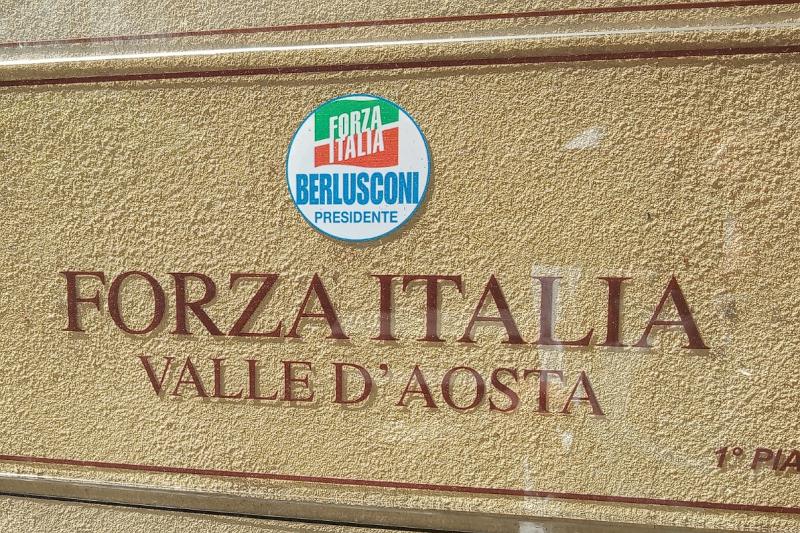 FORZA
ITALIA
BERLUSCONI
PRESIDENTE
FORZA ITALIA
VALLE D'AOSTA
1° PIA